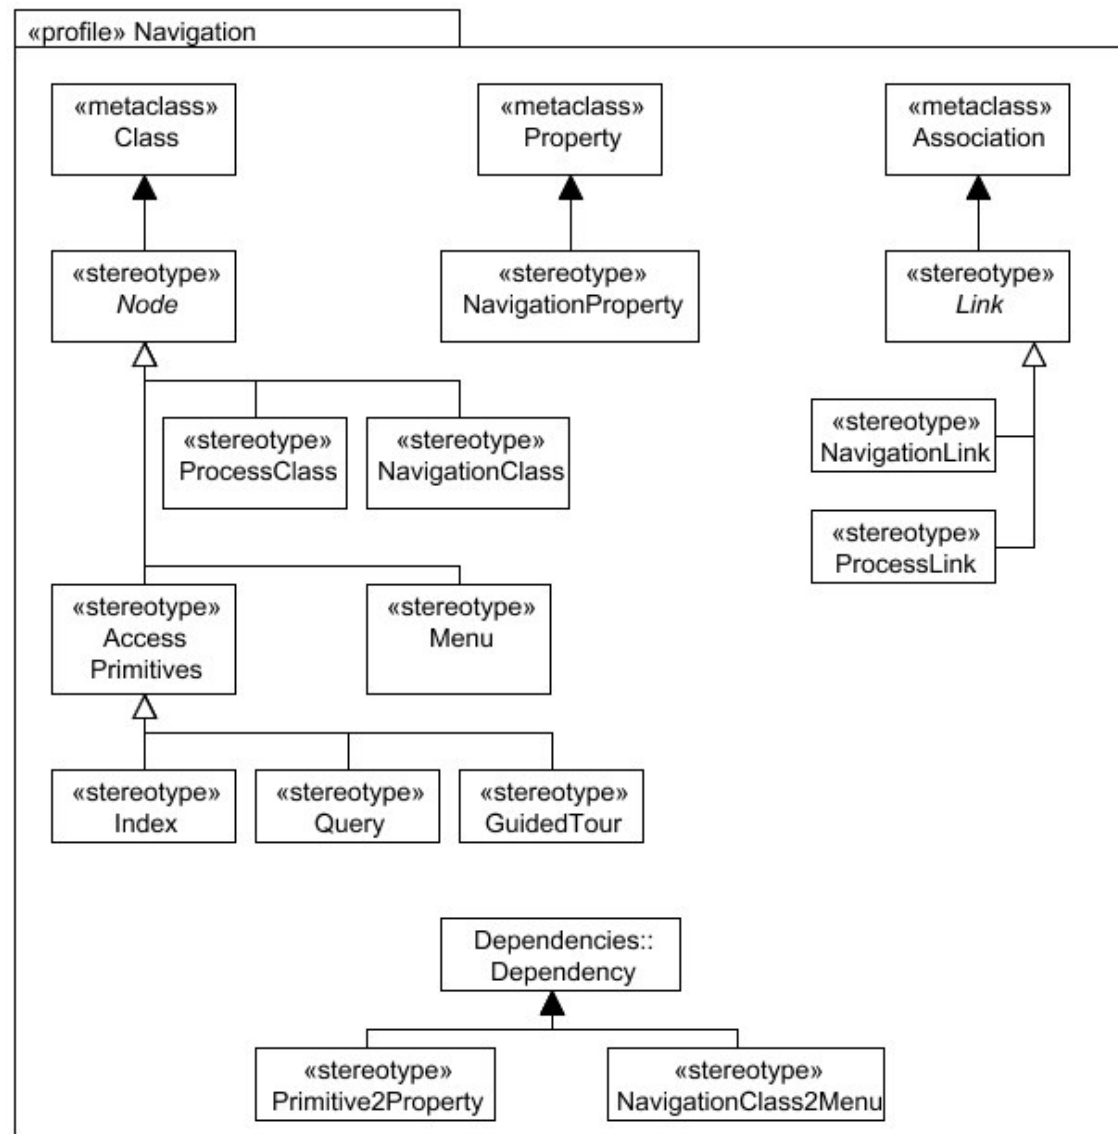 «profile» Navigation
«metaclass»
Class
«metaclass»
Property
«metaclass»
Association
«stereotype»
Node
«stereotype»
NavigationProperty
«stereotype»
Link
«stereotype»
ProcessClass
«stereotype»
NavigationClass
«stereotype»
NavigationLink
«stereotype»
ProcessLink
«stereotype»
Access
Primitives
«stereotype»
Menu
«stereotype»
Index
«stereotype»
Query
«stereotype»
GuidedTour
Dependencies::
Dependency
«stereotype»
Primitive2Property
«stereotype»
NavigationClass2Menu